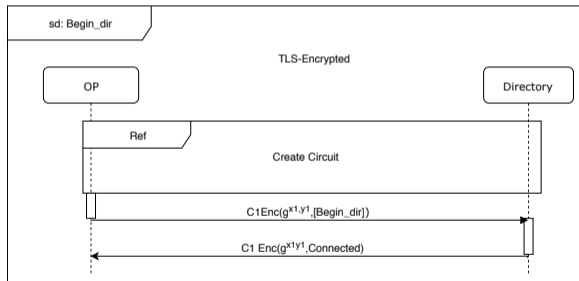 sd: Begin_dir
TLS-Encrypted
OP
Directory
Ref
Create Circuit
C1Enc(g^x1,y1,[Begin_dir])
C1 Enc(g^x1y1,Connected)